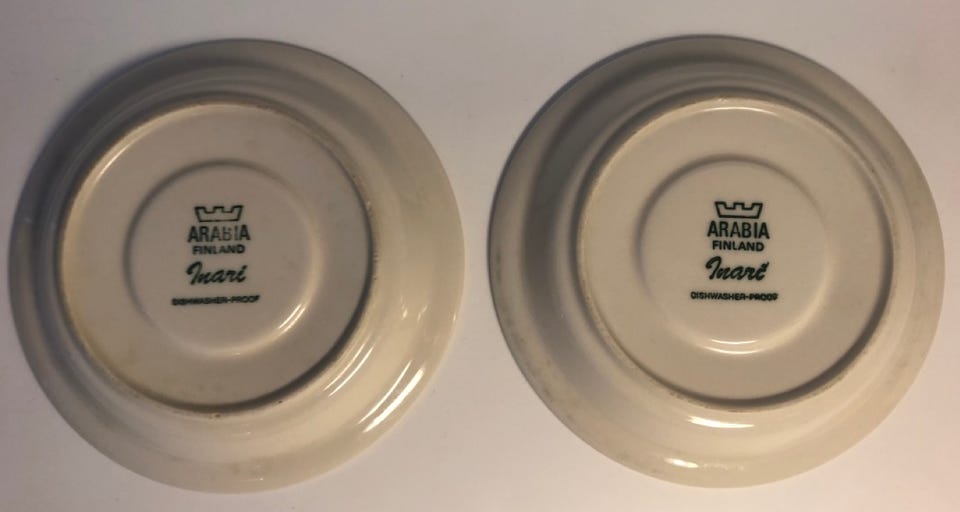 ARABIA
FINLAND
Inari
DISHWASHER-PROOF
ARABIA
FINLAND
Inari
DISHWASHER-PROOF